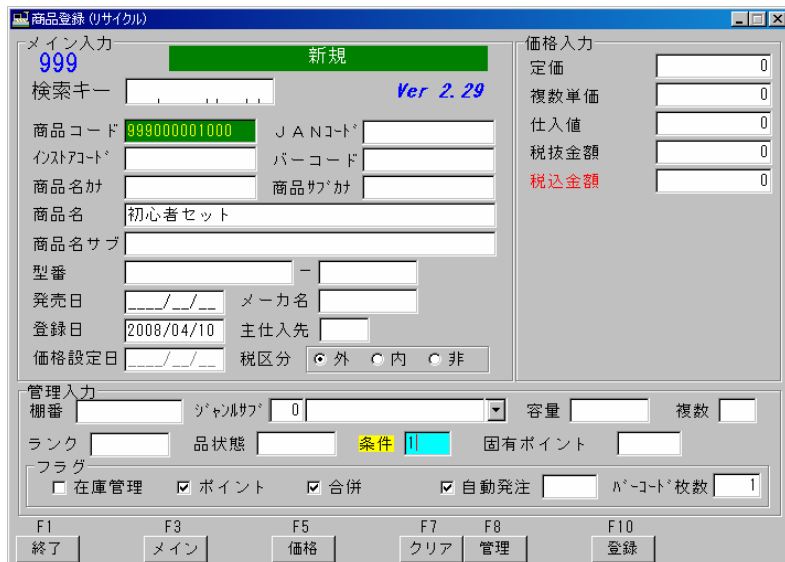 商品登録 (リサイクル)
メイン入力
999
新規
検索キー
Ver 2.29
商品コード 999000001000 JANコード
インストアコード バーコード
商品名カナ 商品サブカナ
商品名 初心者セット
商品名サブ
型番 -
発売日 ____/__/__ メーカ名
登録日 2008/04/10 主仕入先
価格設定日 ____/__/__ 税区分 外 内 非
価格入力
定価 0
複数単価 0
仕入値 0
税抜金額 0
税込金額 0
管理入力
棚番 ジャンルサブ 0 容量 複数
ランク 品状態 条件 1 固有ポイント
フラグ
在庫管理 ポイント 合併 自動発注 バーコード枚数 1
F1 F3 F5 F7 F8 F10
終了 メイン 価格 クリア 管理 登録